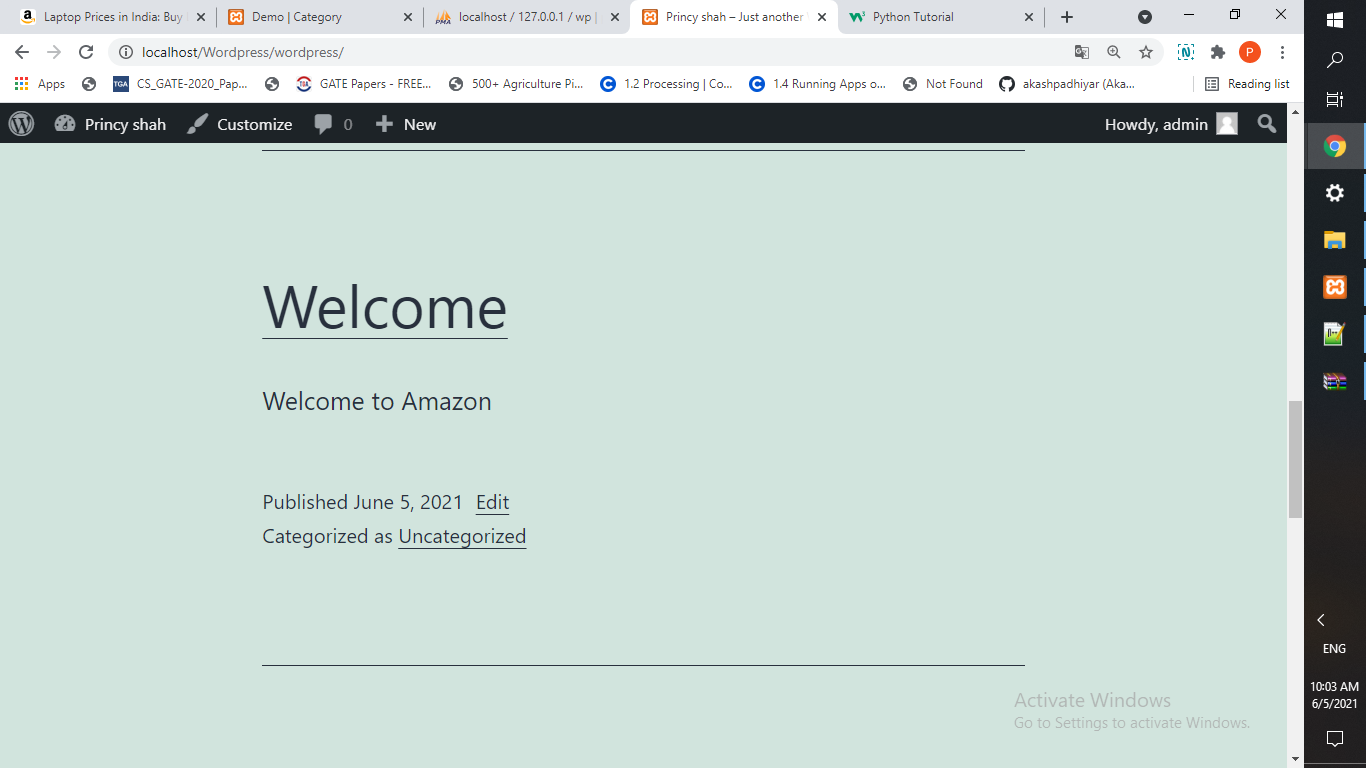 Laptop Prices in India: Buy
Demo | Category
localhost / 127.0.0.1 / wp |
Princy shah – Just another
Python Tutorial
localhost/Wordpress/wordpress/
P
Apps
TGA
CS_GATE-2020_Pap...
GATE Papers - FREE...
500+ Agriculture Pi...
1.2 Processing | Co...
1.4 Running Apps o...
Not Found
akashpadhiyar (Aka...
Reading list
Princy shah
Customize
0
New
Howdy, admin
Welcome
Welcome to Amazon
Published June 5, 2021 Edit
Categorized as Uncategorized
Activate Windows
Go to Settings to activate Windows.
ENG
10:03 AM
6/5/2021